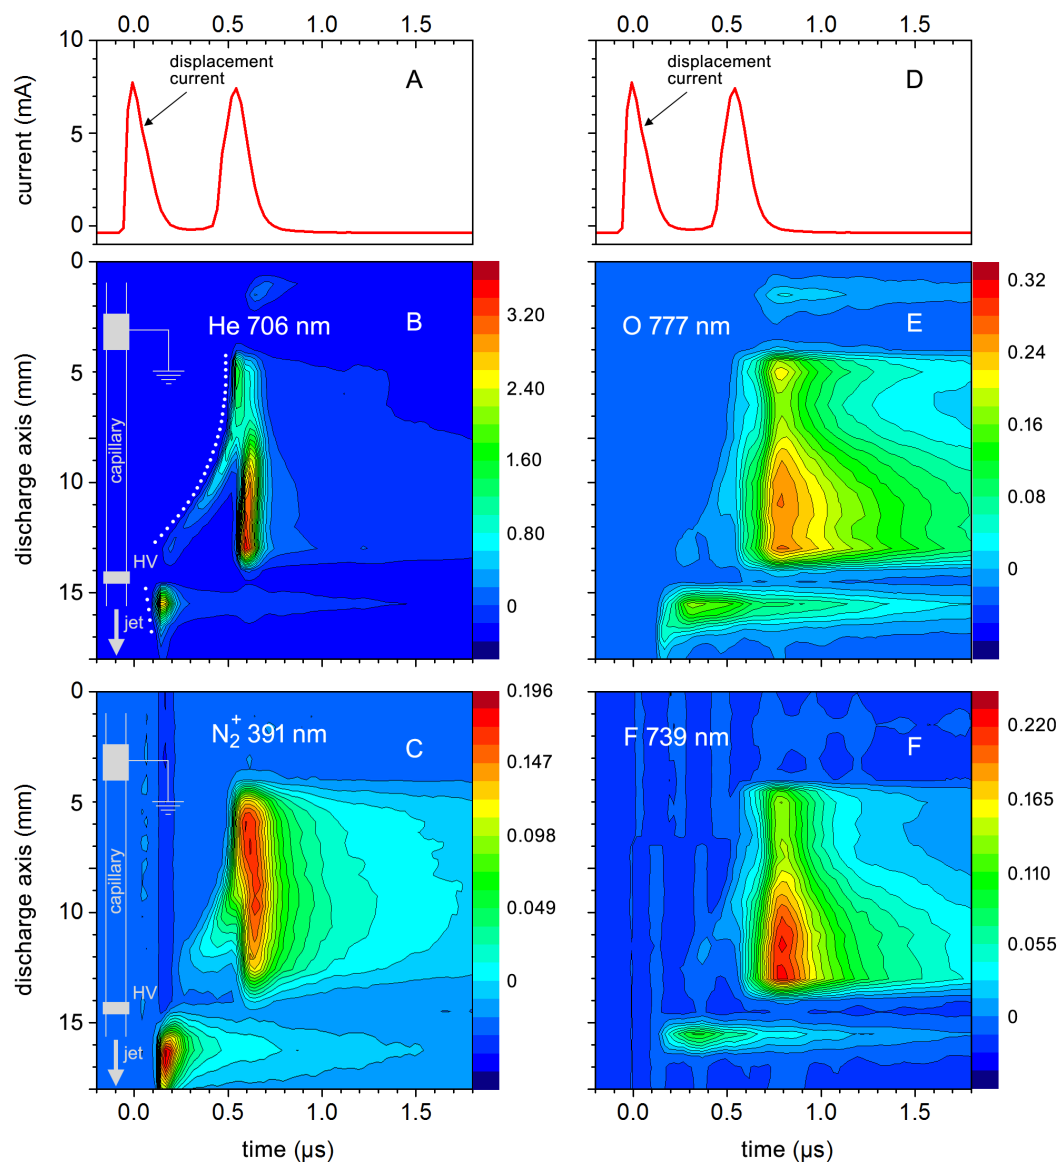 0.0 0.5 1.0 1.5
0.0 0.5 1.0 1.5
10
5
0
current (mA)
displacement
current
A
displacement
current
D
0
5
10
15
discharge axis (mm)
capillary
HV
jet
He 706 nm
B
3.20
2.40
1.60
0.80
0
O 777 nm
E
0.32
0.24
0.16
0.08
0
0
5
10
15
discharge axis (mm)
capillary
HV
jet
N₂⁺ 391 nm
C
0.196
0.147
0.098
0.049
0
F 739 nm
F
0.220
0.165
0.110
0.055
0
0.0 0.5 1.0 1.5
time (µs)
0.0 0.5 1.0 1.5
time (µs)